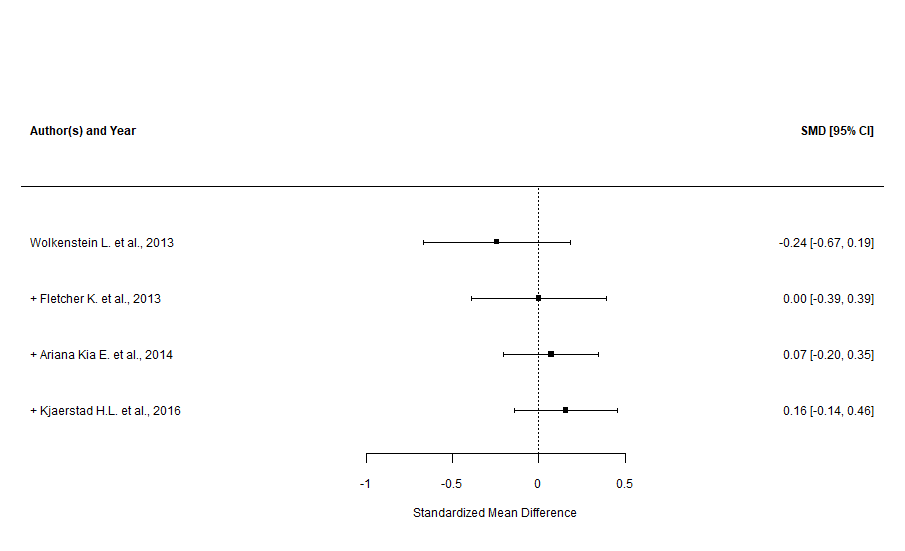 Author(s) and Year SMD [95% CI]
Wolkenstein L. et al., 2013 -0.24 [-0.67, 0.19]
+ Fletcher K. et al., 2013 0.00 [-0.39, 0.39]
+ Ariana Kia E. et al., 2014 0.07 [-0.20, 0.35]
+ Kjaerstad H.L. et al., 2016 0.16 [-0.14, 0.46]
-1 -0.5 0 0.5
Standardized Mean Difference